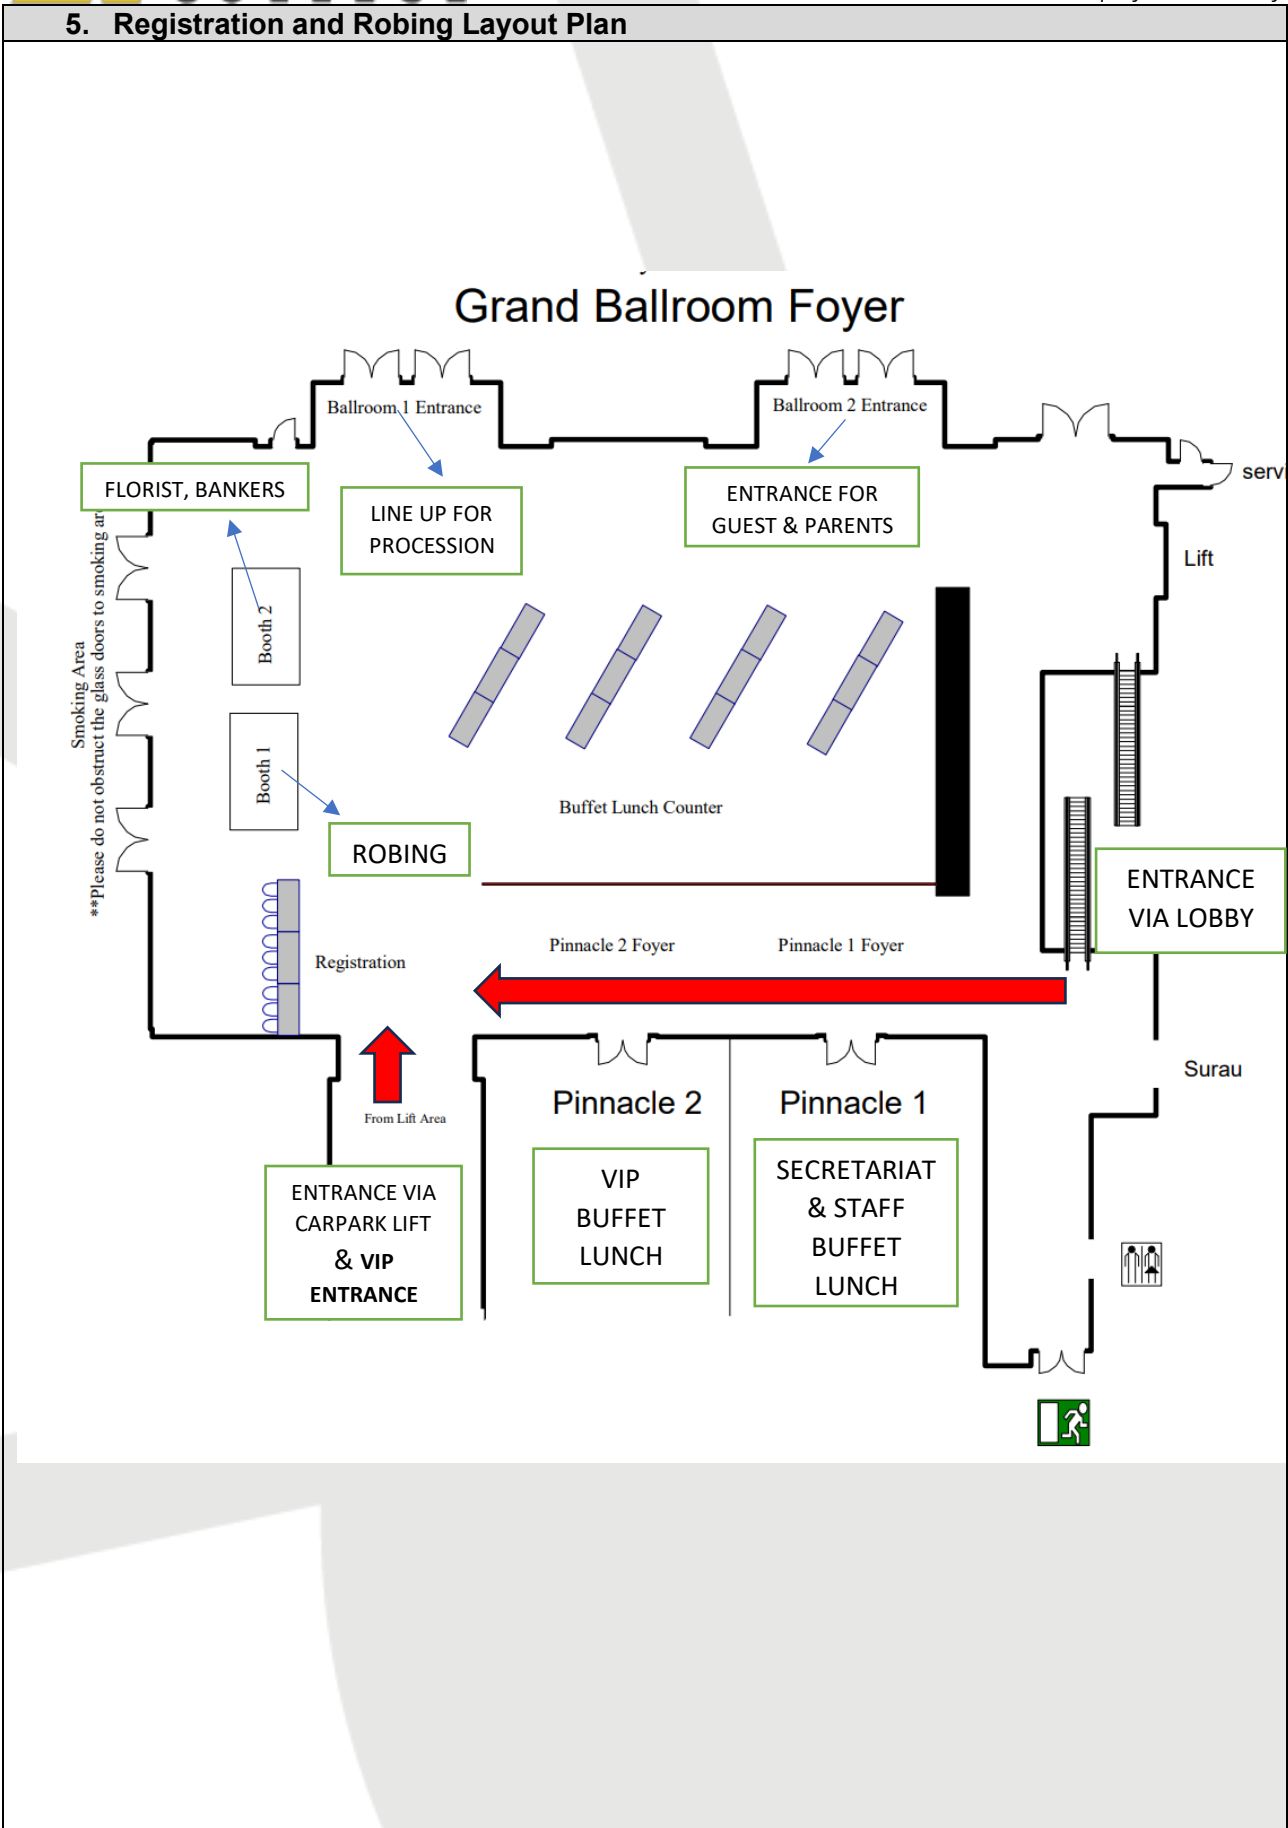 5. Registration and Robing Layout Plan
Grand Ballroom Foyer
Ballroom 1 Entrance
Ballroom 2 Entrance
FLORIST, BANKERS
LINE UP FOR
PROCESSION
ENTRANCE FOR
GUEST & PARENTS
Lift
Smoking Area
**Please do not obstruct the glass doors to smoking
Booth 2
Booth 1
ROBING
Buffet Lunch Counter
ENTRANCE
VIA LOBBY
Registration
Pinnacle 2 Foyer
Pinnacle 1 Foyer
From Lift Area
Pinnacle 2
Pinnacle 1
Surau
ENTRANCE VIA
CARPARK LIFT
& VIP
ENTRANCE
VIP
BUFFET
LUNCH
SECRETARIAT
& STAFF
BUFFET
LUNCH